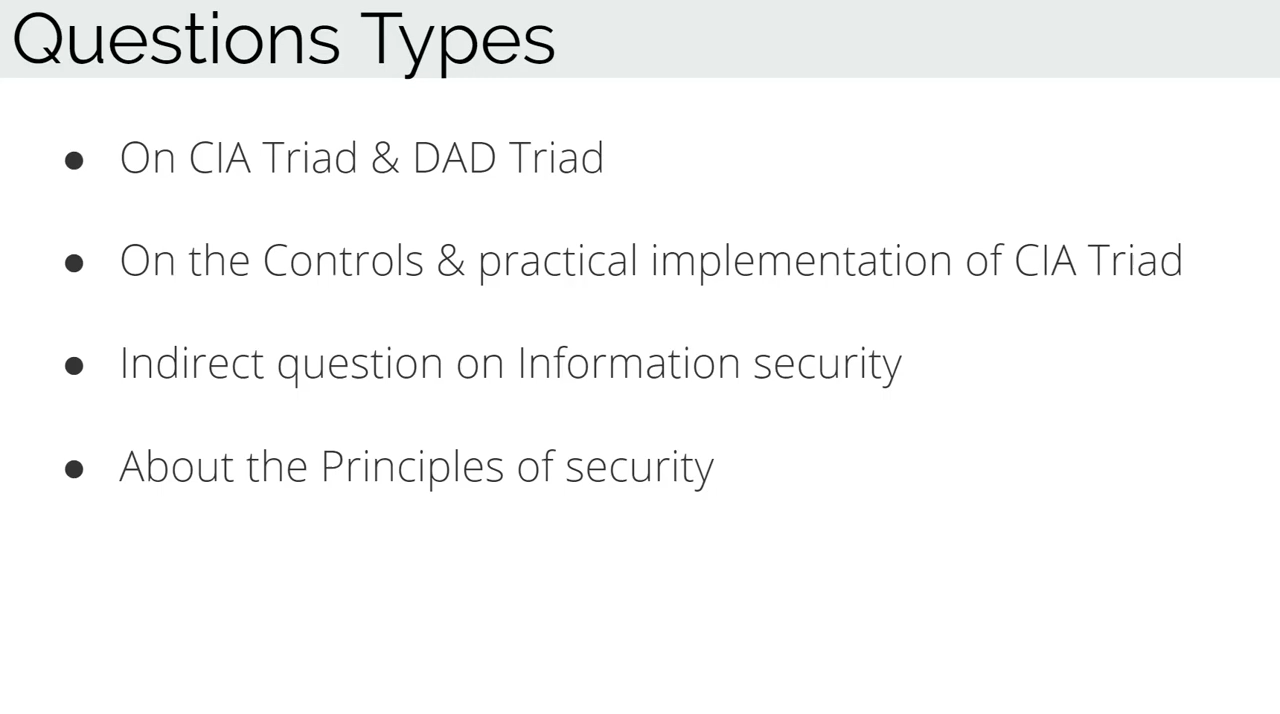 Questions Types
● On CIA Triad & DAD Triad
● On the Controls & practical implementation of CIA Triad
● Indirect question on Information security
● About the Principles of security